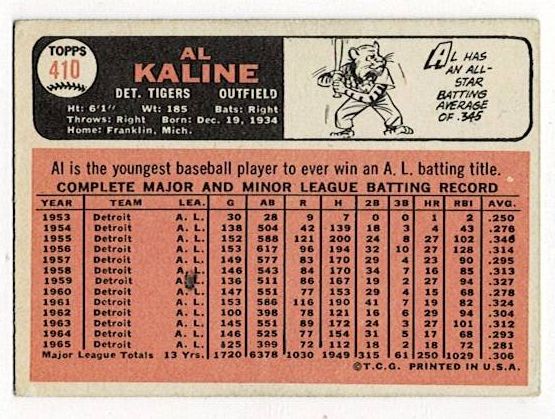 TOPPS
410
AL
KALINE
DET. TIGERS OUTFIELD
Ht: 6'1" Wt: 185 Bats: Right
Throws: Right Born: Dec. 19, 1934
Home: Franklin, Mich.
AL HAS
AN ALL-
STAR
BATTING
AVERAGE
OF .345
Al is the youngest baseball player to ever win an A. L. batting title.
COMPLETE MAJOR AND MINOR LEAGUE BATTING RECORD
YEAR TEAM LEA. G AB R H 2B 3B HR RBI AVG.
1953 Detroit A. L. 30 28 9 7 0 0 1 2 .250
1954 Detroit A. L. 138 504 42 139 18 3 4 43 .276
1955 Detroit A. L. 152 588 121 200 24 8 27 102 .340
1956 Detroit A. L. 153 617 96 194 32 10 27 128 .314
1957 Detroit A. L. 149 577 83 170 29 4 23 90 .295
1958 Detroit A. L. 146 543 84 170 34 7 16 85 .313
1959 Detroit A. L. 136 511 86 167 19 2 27 94 .327
1960 Detroit A. L. 147 551 77 153 29 4 15 68 .278
1961 Detroit A. L. 153 586 116 190 41 7 19 82 .324
1962 Detroit A. L. 100 398 78 121 16 6 29 94 .304
1963 Detroit A. L. 145 551 89 172 24 3 27 101 .312
1964 Detroit A. L. 146 525 77 154 31 5 17 68 .293
1965 Detroit A. L. 125 399 72 112 18 2 18 72 .281
Major League Totals 13 Yrs. 1720 6378 1030 1949 315 61 250 1029 .306
©T.C.G. PRINTED IN U.S.A.